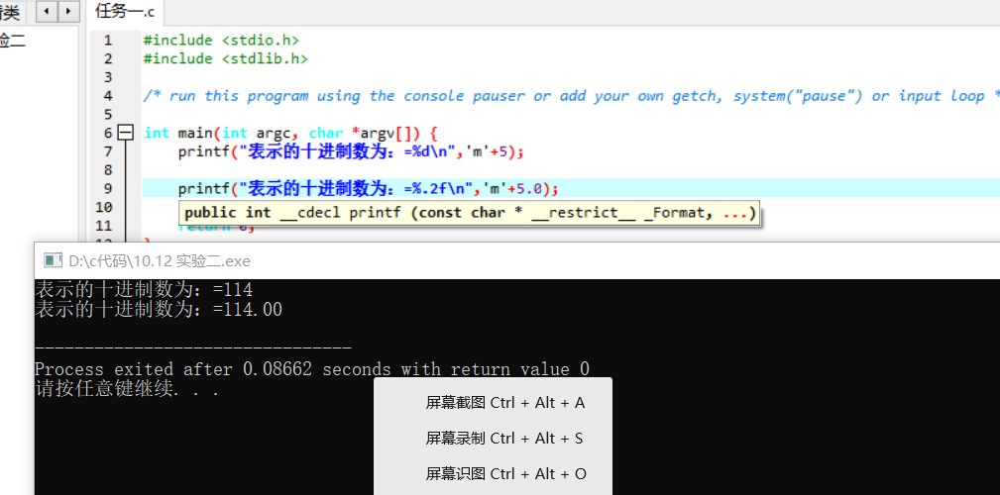 任务一.c
验二
1 #include <stdio.h>
2 #include <stdlib.h>
3
4 /* run this program using the console pauser or add your own getch, system("pause") or input loop *
5
6 int main(int argc, char *argv[]) {
7 printf("表示的十进制数为：=%d\n",'m'+5);
8
9 printf("表示的十进制数为：=%.2f\n",'m'+5.0);
10 public int __cdecl printf (const char * __restrict__ _Format, ...)
11 return 0;
D:\c代码\10.12 实验二.exe
表示的十进制数为：=114
表示的十进制数为：=114.00
--------------------------------
Process exited after 0.08662 seconds with return value 0
请按任意键继续. . .
屏幕截图 Ctrl + Alt + A
屏幕录制 Ctrl + Alt + S
屏幕识图 Ctrl + Alt + O